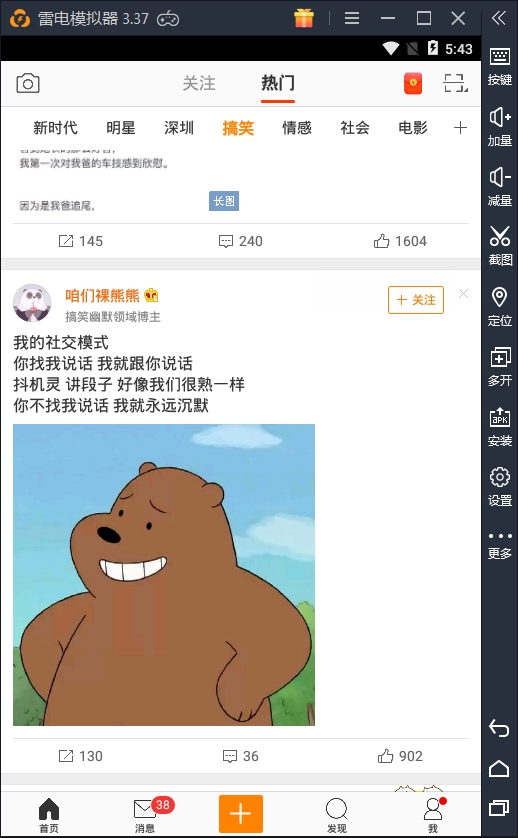 雷电模拟器 3.37
5:43
关注 热门
新时代 明星 深圳 搞笑 情感 社会 电影
我第一次对我爸的车技感到欣慰。
因为是我爸追尾。
长图
145 240 1604
咱们裸熊熊
+ 关注
搞笑幽默领域博主
我的社交模式
你找我说话 我就跟你说话
抖机灵 讲段子 好像我们很熟一样
你不找我说话 我就永远沉默
130 36 902
38
首页 消息 发现 我
按键
加量
减量
截图
定位
多开
APK
安装
设置
更多